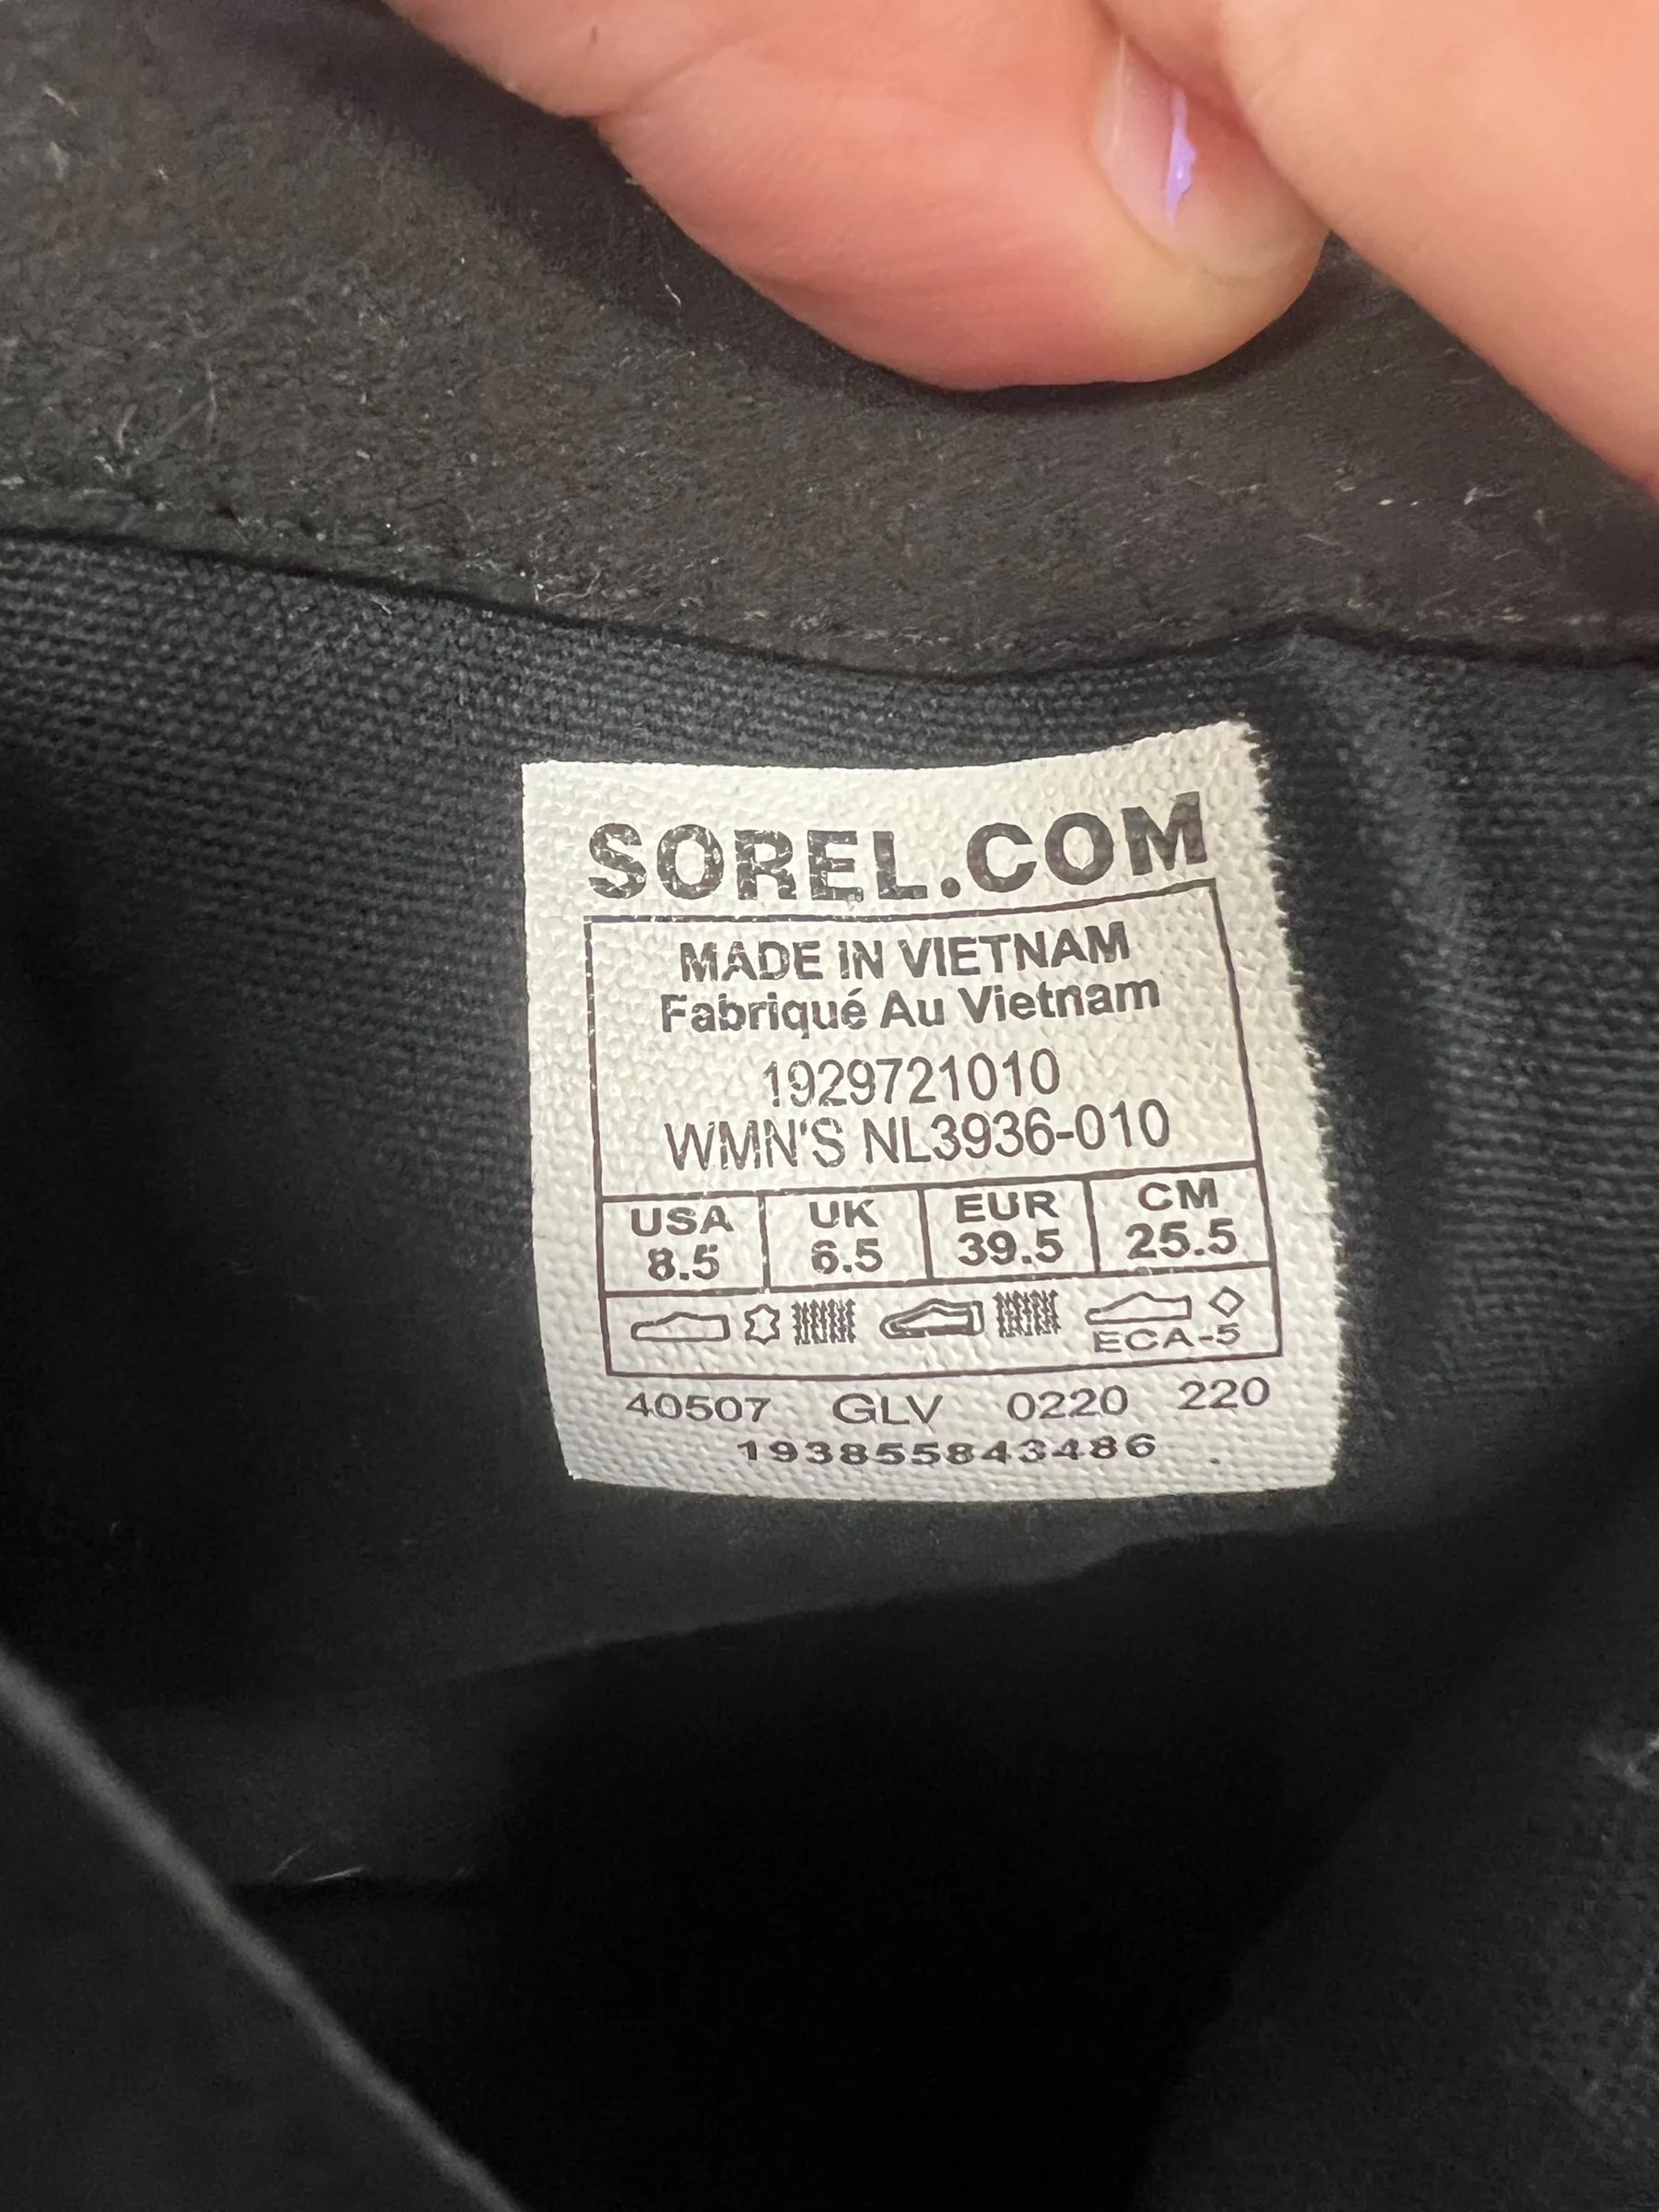 SOREL.COM
MADE IN VIETNAM
Fabriqué Au Vietnam
1929721010
WMN'S NL3936-010
USA UK EUR CM
8.5 6.5 39.5 25.5
ECA-5
40507 GLV 0220 220
193855843486